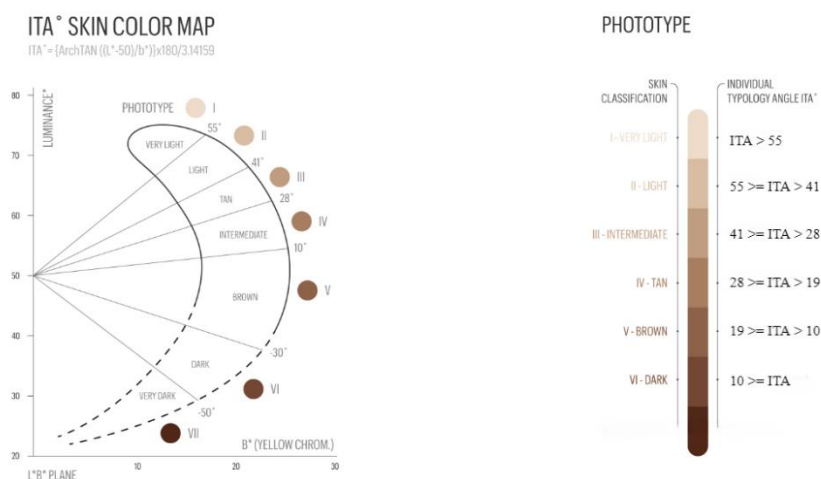 ITA° SKIN COLOR MAP
ITA°= {ArchTAN ((L*-50)/b*)}x180/3.14159
80
70
60
50
40
30
20
LUMINANCE*
PHOTOTYPE
I
II
III
IV
V
VI
VII
55°
41°
28°
10°
-30°
-50°
VERY LIGHT
LIGHT
TAN
INTERMEDIATE
BROWN
DARK
VERY DARK
B* (YELLOW CHROM.)
10
20
30
L*B* PLANE
PHOTOTYPE
SKIN
CLASSIFICATION
INDIVIDUAL
TYPOLOGY ANGLE ITA°
I - VERY LIGHT
ITA > 55
II - LIGHT
55 >= ITA > 41
III - INTERMEDIATE
41 >= ITA > 28
IV - TAN
28 >= ITA > 19
V - BROWN
19 >= ITA > 10
VI - DARK
10 >= ITA